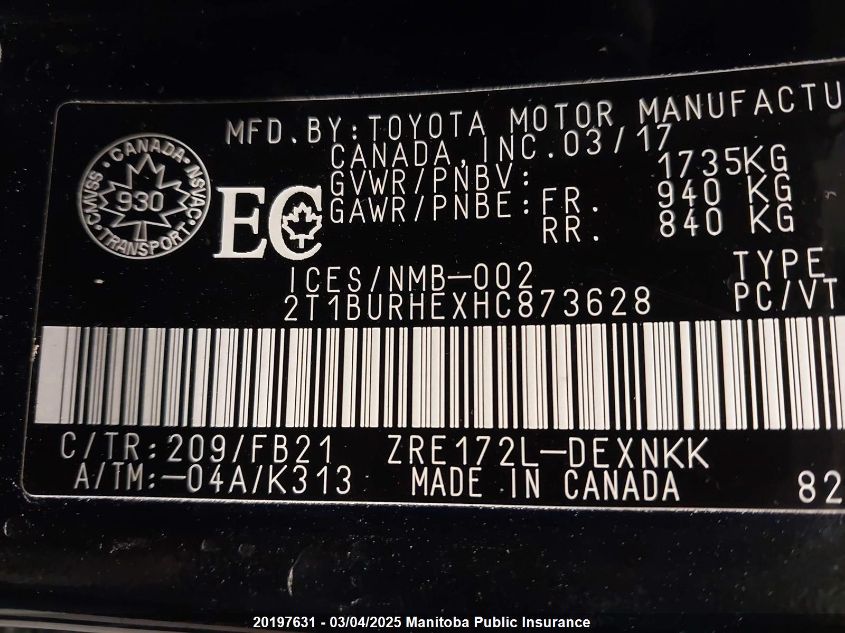 MFD.BY:TOYOTA MOTOR MANUFACTU
CANADA,INC.03/17
GVWR/PNBV: 1735KG
GAWR/PNBE: FR. 940 KG
RR. 840 KG
CMVSS • CANADA • NSVAC • TRANSPORT
930
EC
ICES/NMB-002 TYPE
2T1BURHEXHC873628 PC/VT
C/TR:209/FB21 ZRE172L-DEXNKK
A/TM:-04A/K313 MADE IN CANADA 82
20197631 - 03/04/2025 Manitoba Public Insurance